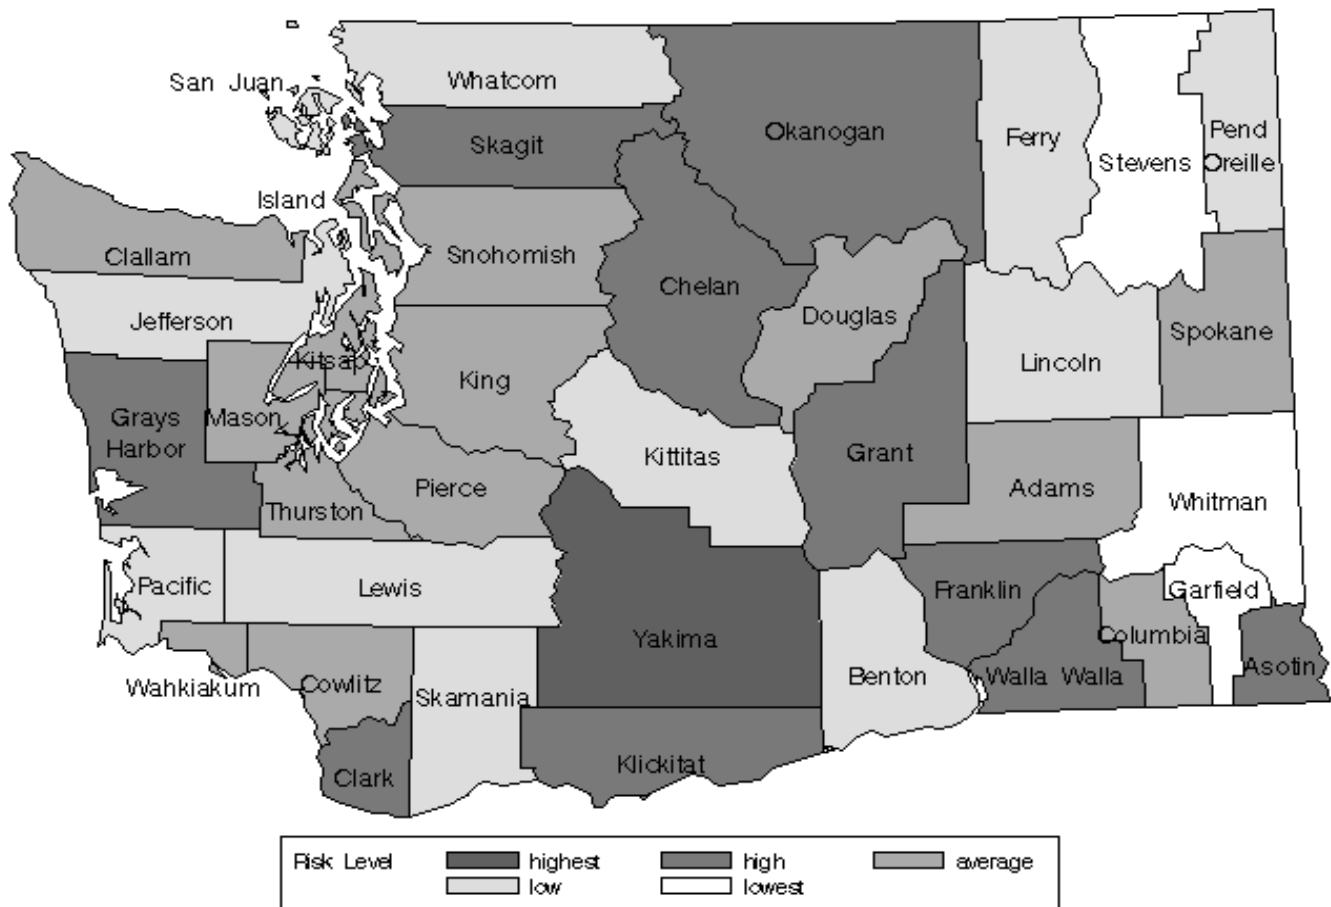 Whatcom
San Juan
Okanogan
Skagit
Ferry
Pend
Oreille
Stevens
Island
Clallam
Snohomish
Chelan
Jefferson
Douglas
Spokane
Kitsap
King
Lincoln
Grays
Harbor
Mason
Kittitas
Grant
Pierce
Adams
Whitman
Thurston
Pacific
Lewis
Franklin
Garfield
Yakima
Columbia
Wahkiakum
Cowlitz
Skamania
Benton
Walla Walla
Asotin
Clark
Klickitat
Risk Level highest high average
low lowest